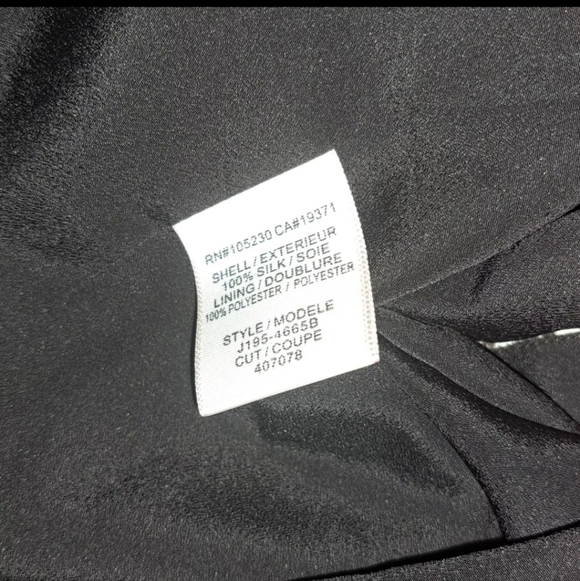 RN#105230 CA#19371
SHELL / EXTERIEUR
100% SILK / SOIE
LINING / DOUBLURE
100% POLYESTER / POLYESTER
STYLE / MODELE
J195-4665B
CUT / COUPE
407078